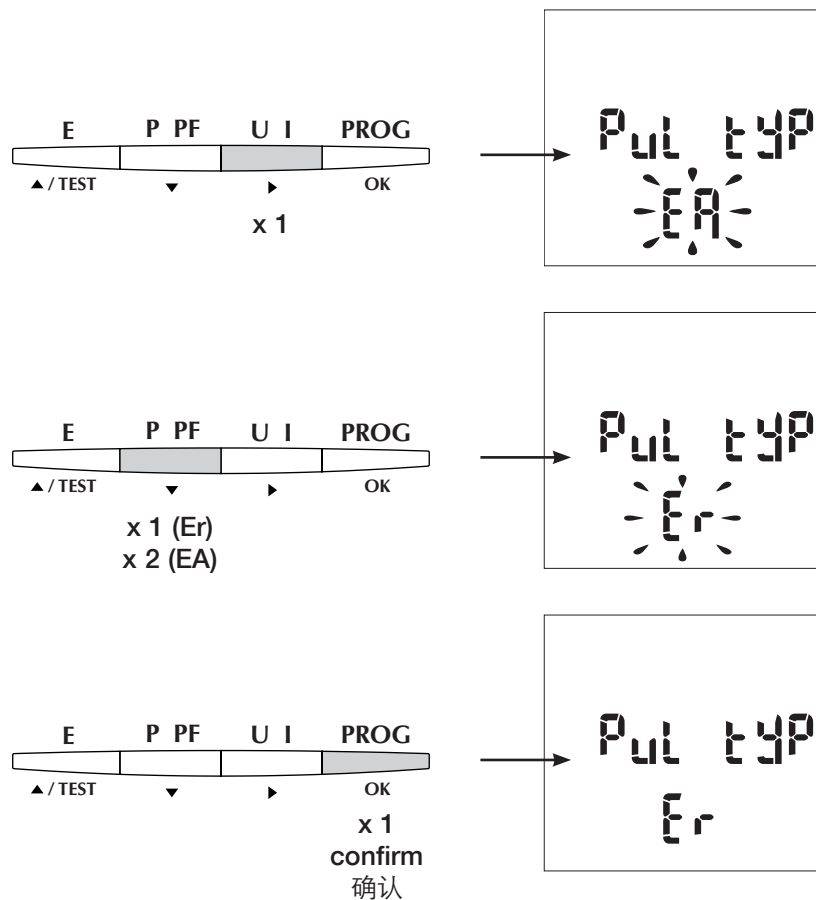 E P PF U I PROG
▲ / TEST ▼ ► OK
x 1
PuL tYP
EA
E P PF U I PROG
▲ / TEST ▼ ► OK
x 1 (Er)
x 2 (EA)
PuL tYP
Er
E P PF U I PROG
▲ / TEST ▼ ► OK
x 1
confirm
确认
PuL tYP
Er